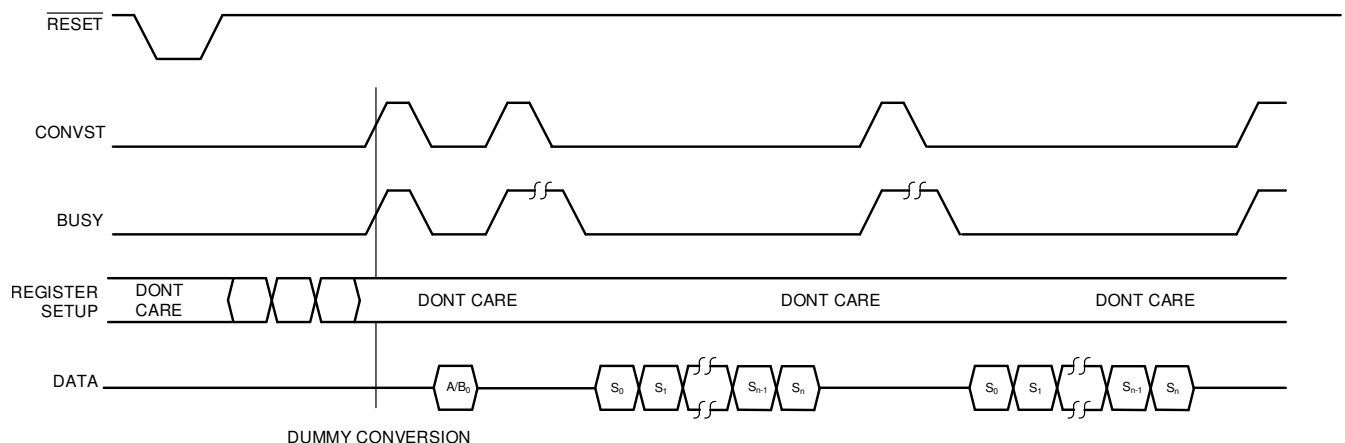 RESET
CONVST
BUSY
REGISTER
SETUP
DONT
CARE
DONT CARE
DONT CARE
DONT CARE
DATA
A/B0
S0
S1
Sn-1
Sn
S0
S1
Sn-1
Sn
DUMMY CONVERSION